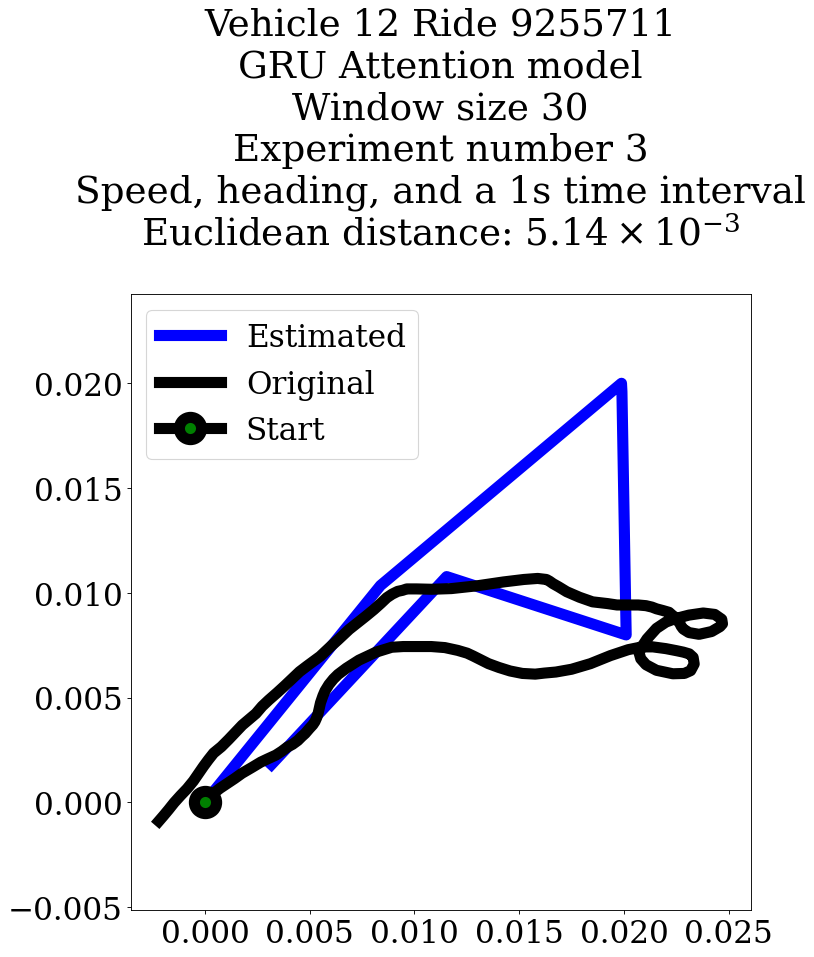 Vehicle 12 Ride 9255711
GRU Attention model
Window size 30
Experiment number 3
Speed, heading, and a 1s time interval
Euclidean distance: 5.14 × 10⁻³
Estimated
Original
Start
0.020
0.015
0.010
0.005
0.000
−0.005
0.000 0.005 0.010 0.015 0.020 0.025